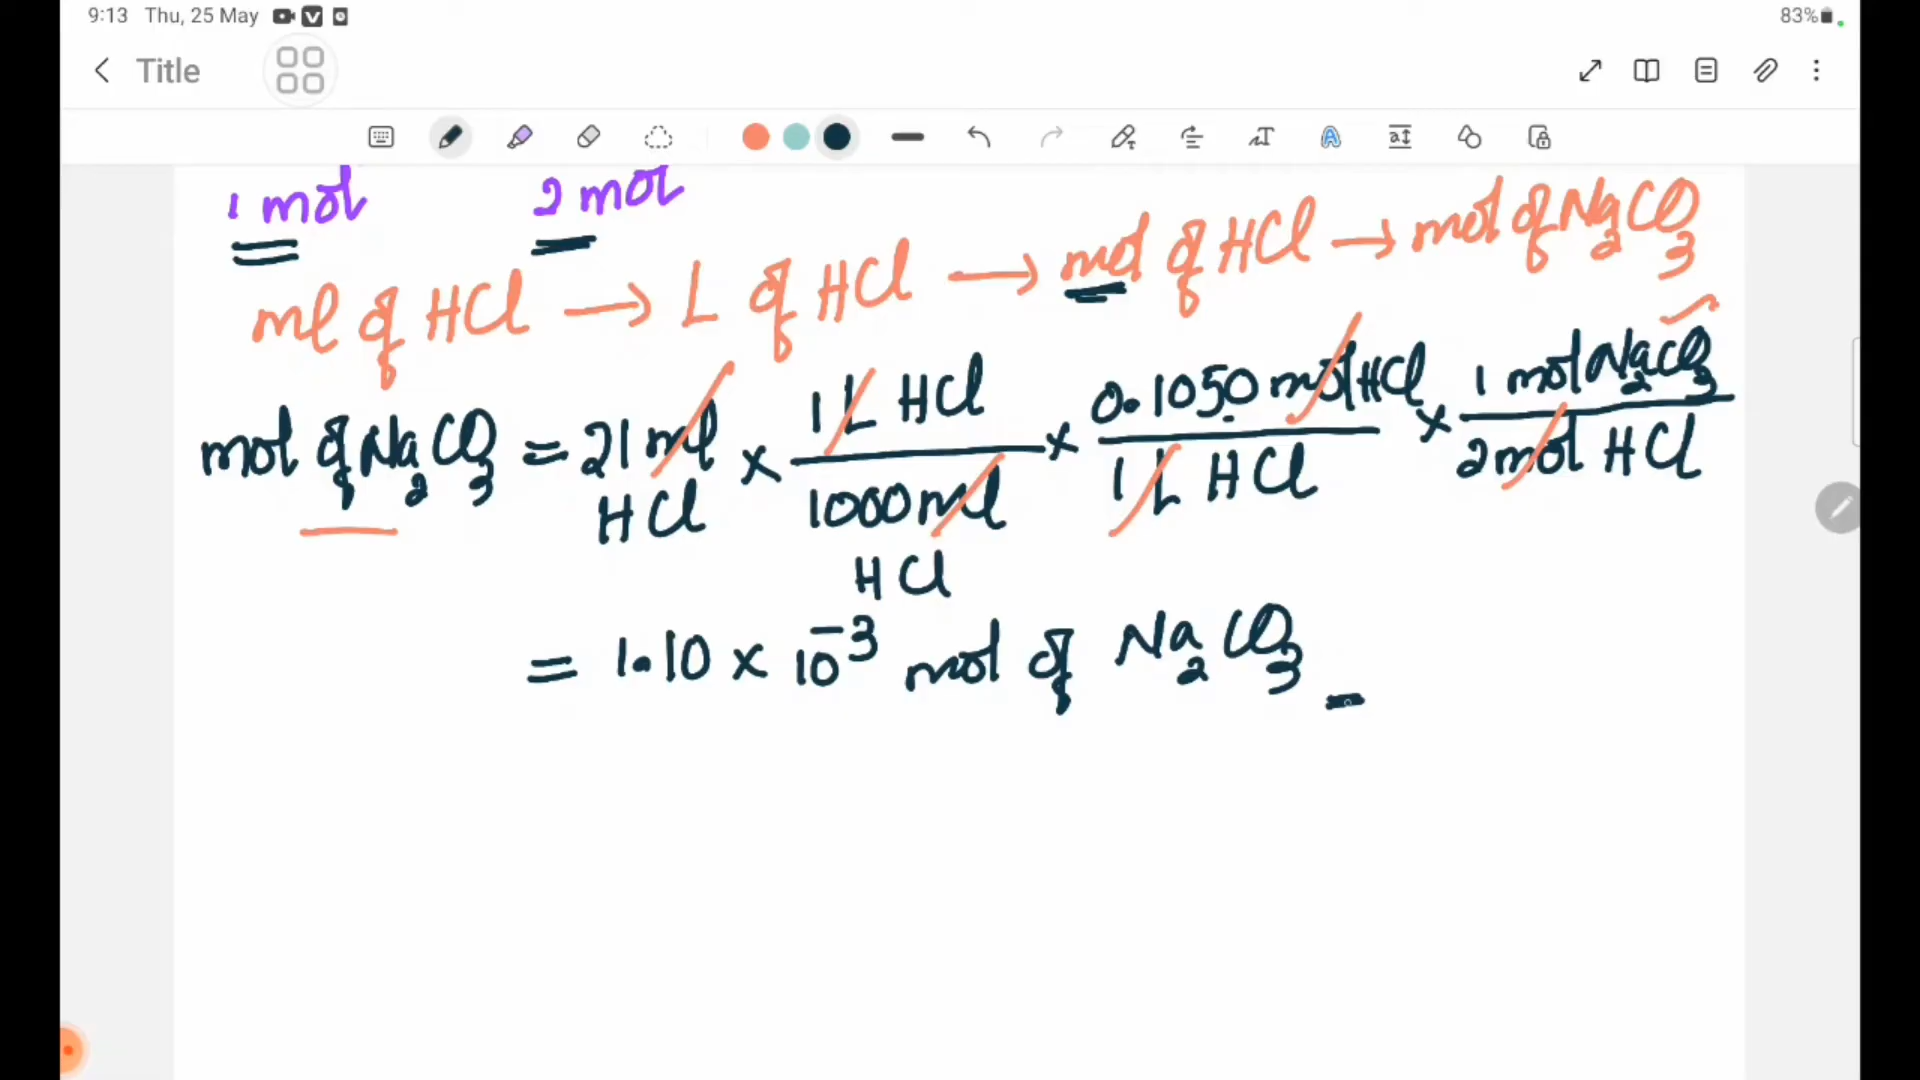 9:13 Thu, 25 May 83%
Title
1 mol 2 mol
ml of HCl → L of HCl → mol of HCl → mol of Na₂CO₃
mol of Na₂CO₃ = 21 ml HCl × 1 L HCl / 1000 ml HCl × 0.1050 mol HCl / 1 L HCl × 1 mol Na₂CO₃ / 2 mol HCl
= 1.10 × 10⁻³ mol of Na₂CO₃